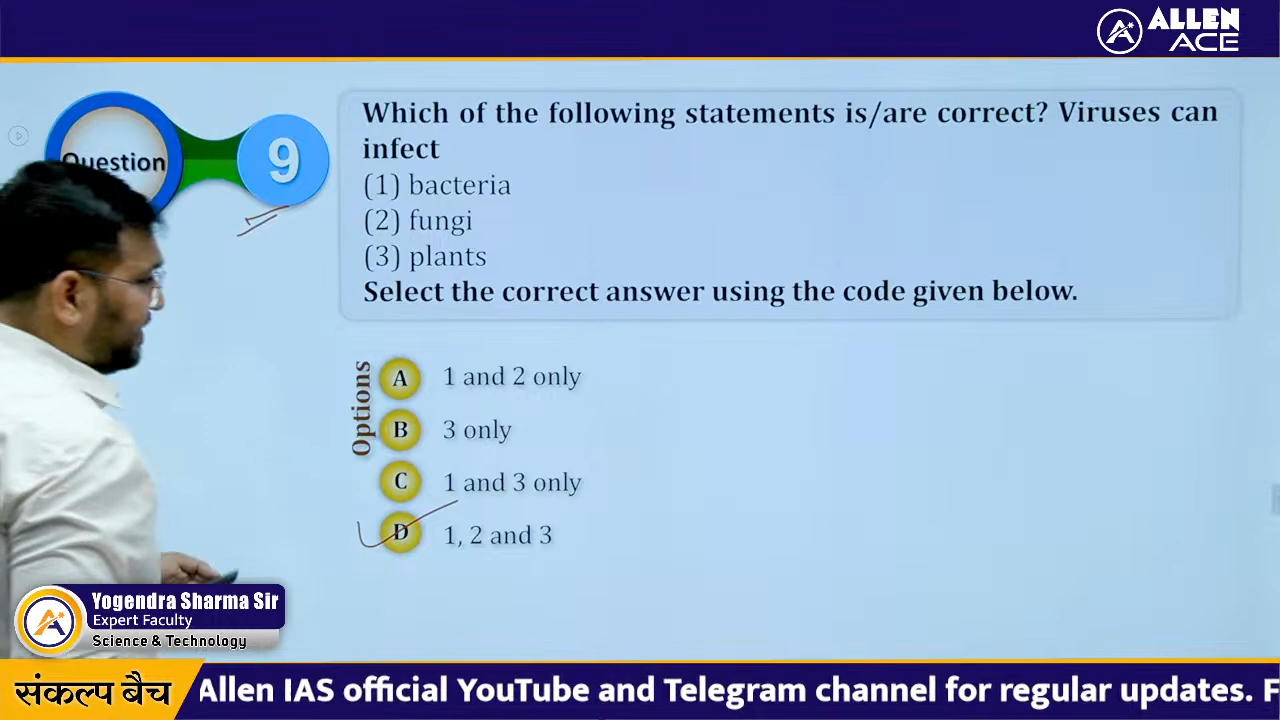 ALLEN
ACE
Question
9
Which of the following statements is/are correct? Viruses can
infect
(1) bacteria
(2) fungi
(3) plants
Select the correct answer using the code given below.
Options
A 1 and 2 only
B 3 only
C 1 and 3 only
D 1, 2 and 3
Yogendra Sharma Sir
Expert Faculty
Science & Technology
संकल्प बैच
Allen IAS official YouTube and Telegram channel for regular updates. F